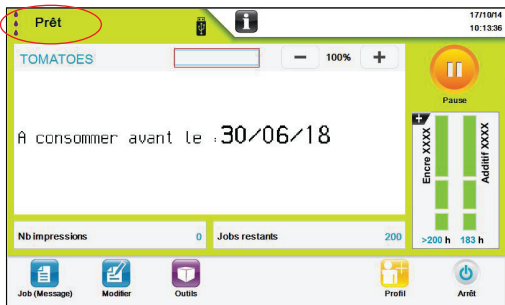 Prêt
17/10/14
10:13:36
TOMATOES
100%
Pause
A consommer avant le : 30/06/18
Encre XXXX
Additif XXXX
>200 h 183 h
Nb impressions 0 Jobs restants 200
Job (Message) Modifier Outils Profil Arrêt